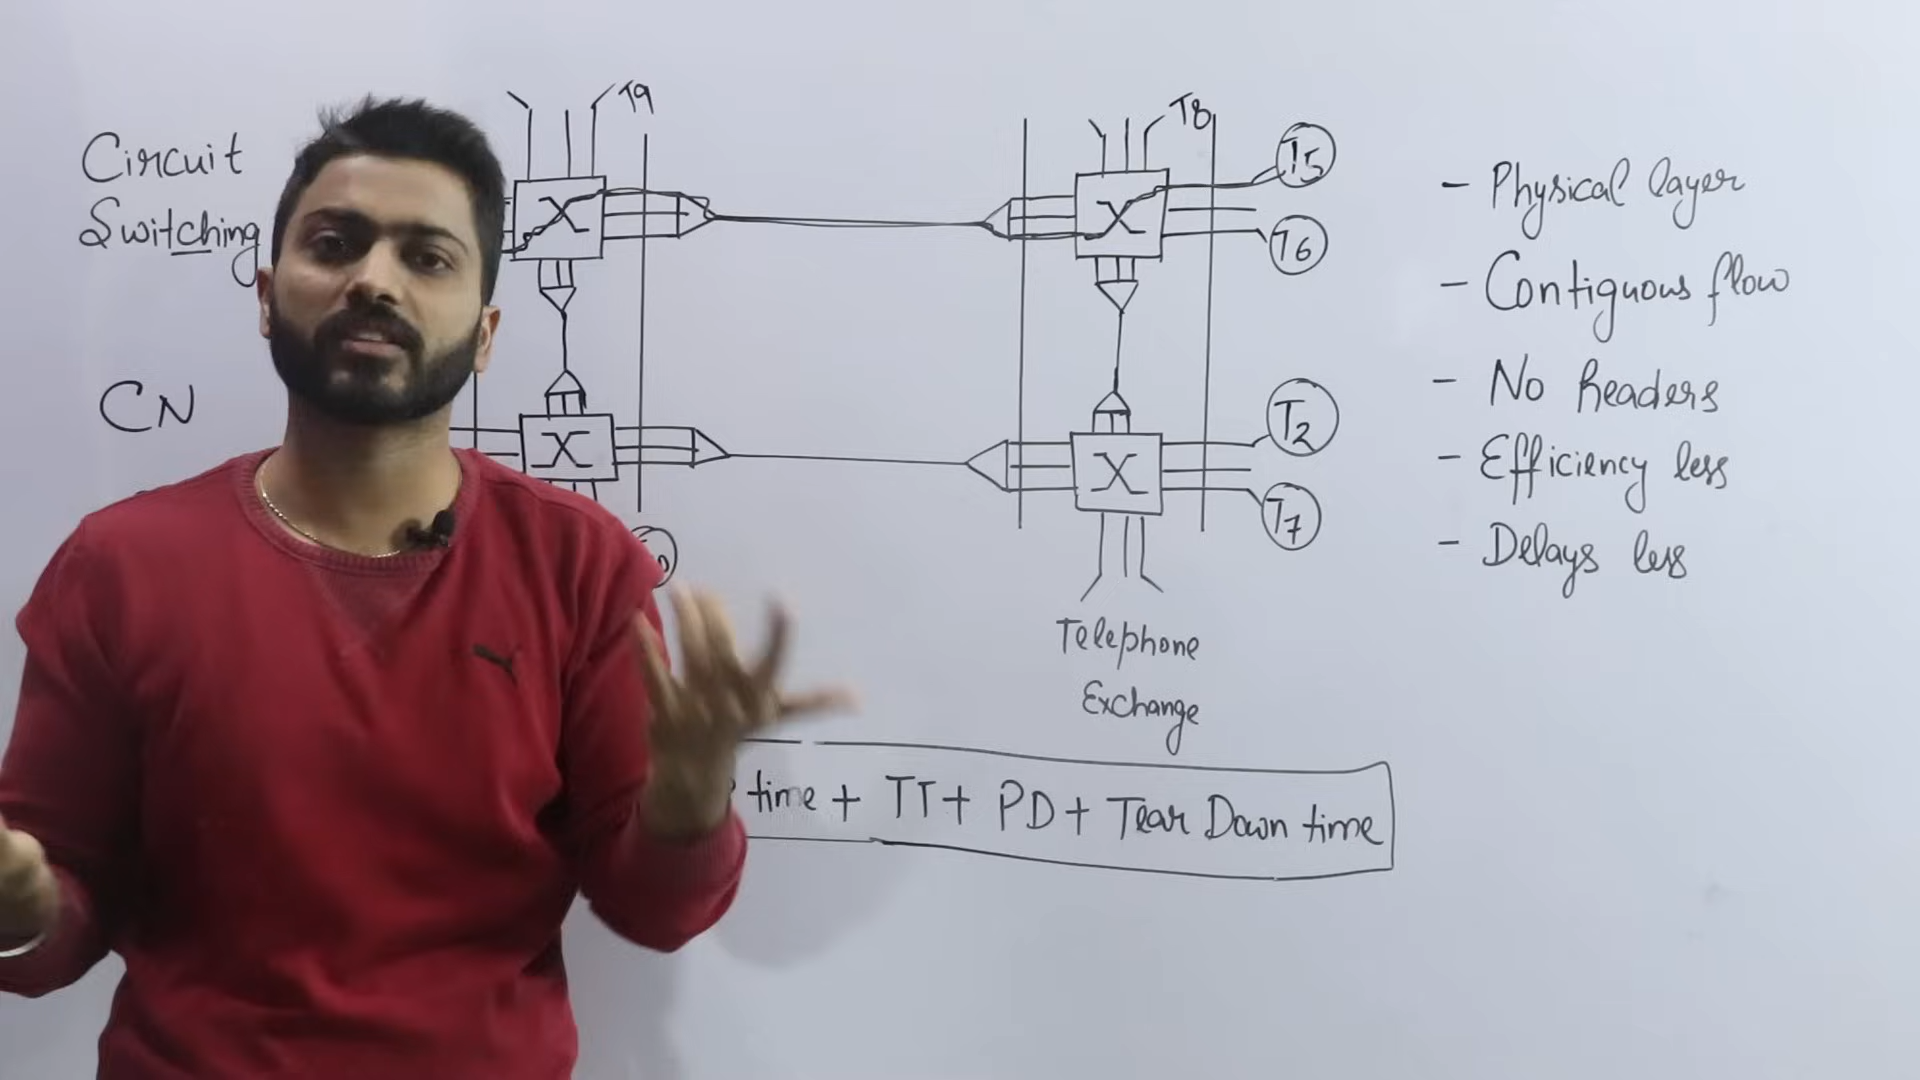 Circuit
Switching
CN
T9
T8
T5
T6
T2
T7
Telephone
Exchange
time + TT + PD + Tear Down time
- Physical layer
- Contiguous flow
- No headers
- Efficiency less
- Delays less